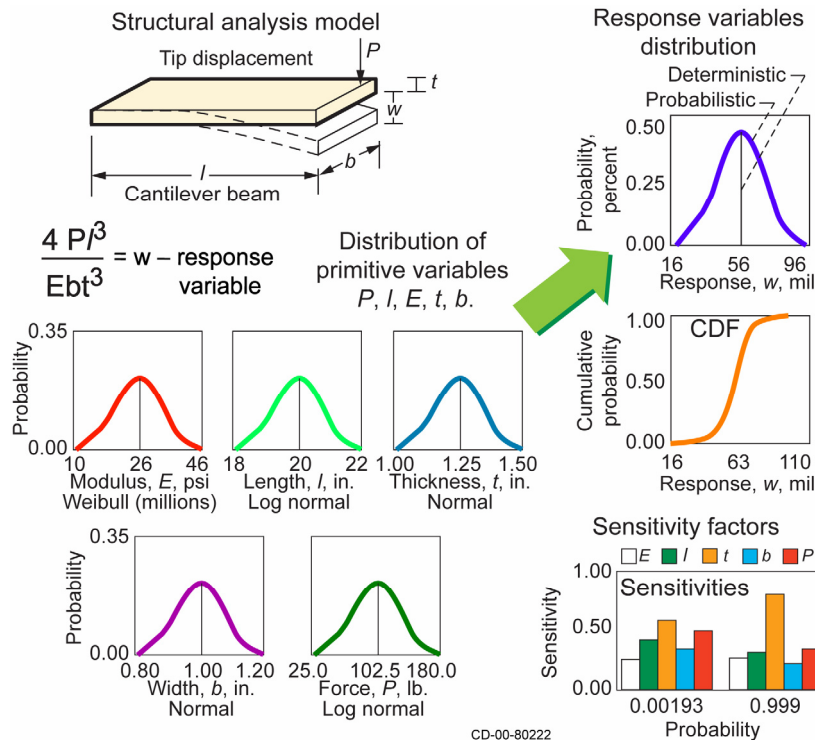 Structural analysis model
Tip displacement
P
t
w
b
l
Cantilever beam
4 Pl³
Ebt³
= w – response
variable
Distribution of
primitive variables
P, l, E, t, b.
Response variables
distribution
Deterministic
Probabilistic
Probability,
percent
0.50
0.25
0.00
16 56 96
Response, w, mil
Cumulative
probability
CDF
1.00
0.50
0.00
16 63 110
Response, w, mil
Probability
0.35
0.00
10 26 46
Modulus, E, psi
Weibull (millions)
18 20 22
Length, l, in.
Log normal
1.00 1.25 1.50
Thickness, t, in.
Normal
Probability
0.35
0.00
0.80 1.00 1.20
Width, b, in.
Normal
25.0 102.5 180.0
Force, P, lb.
Log normal
Sensitivity factors
E l t b P
Sensitivities
Sensitivity
1.00
0.50
0.00
0.00193 0.999
Probability
CD-00-80222